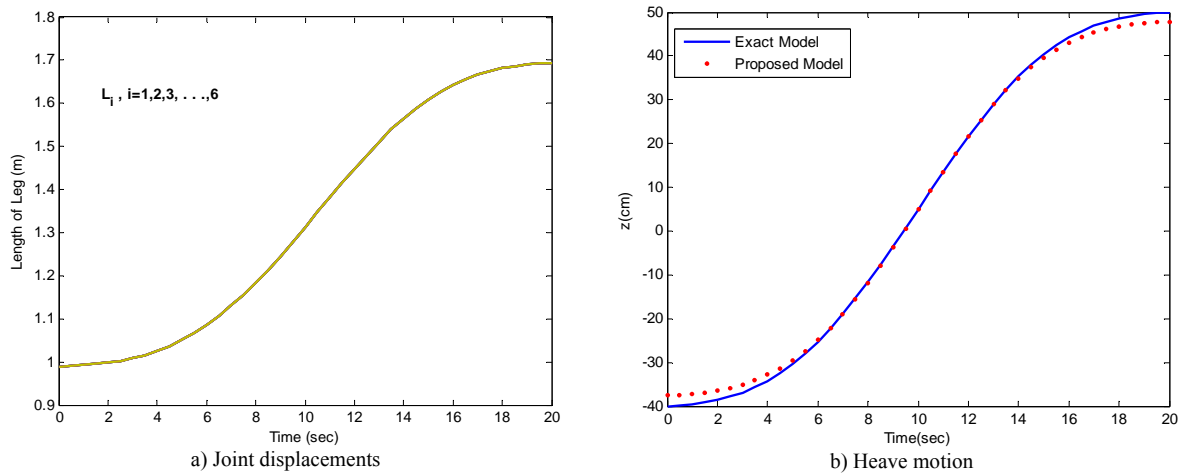 1.8
1.7
1.6
1.5
1.4
1.3
1.2
1.1
1
0.9
Length of Leg (m)
L_i , i=1,2,3, . . .,6
0 2 4 6 8 10 12 14 16 18 20
Time (sec)
a) Joint displacements
50
40
30
20
10
0
-10
-20
-30
-40
z(cm)
Exact Model
Proposed Model
0 2 4 6 8 10 12 14 16 18 20
Time(sec)
b) Heave motion